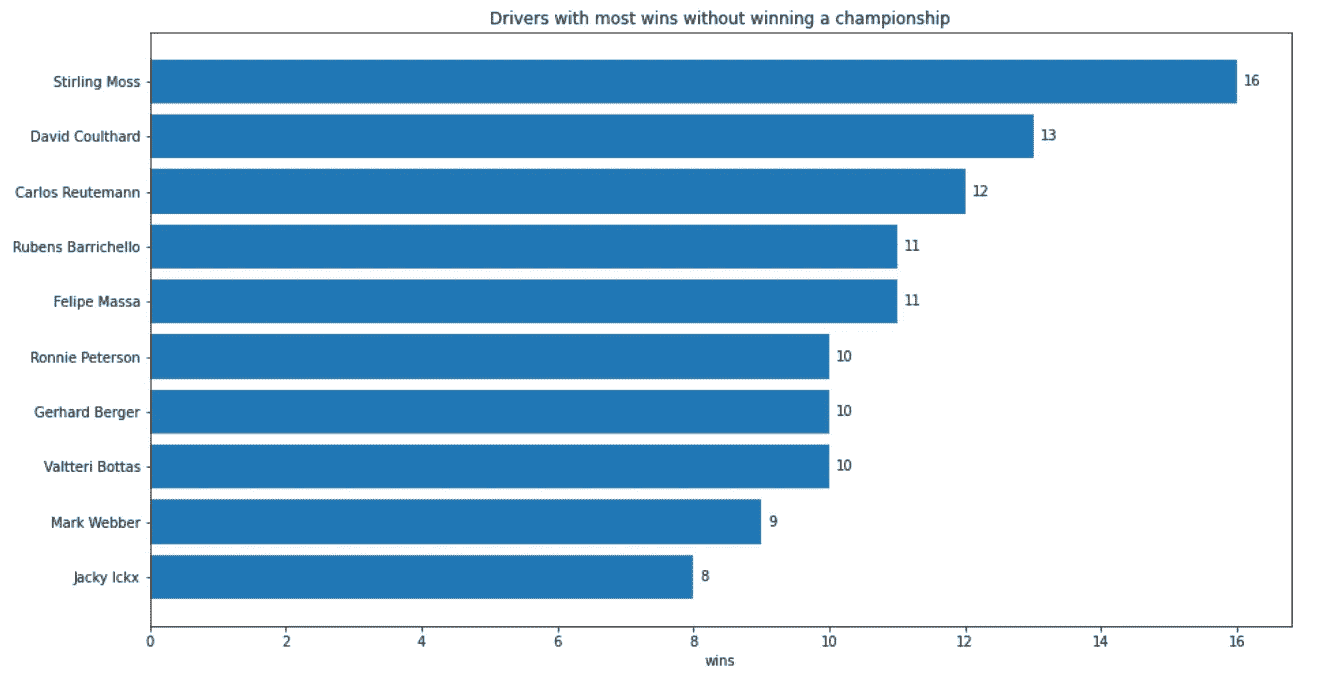 Drivers with most wins without winning a championship
Stirling Moss 16
David Coulthard 13
Carlos Reutemann 12
Rubens Barrichello 11
Felipe Massa 11
Ronnie Peterson 10
Gerhard Berger 10
Valtteri Bottas 10
Mark Webber 9
Jacky Ickx 8
0 2 4 6 8 10 12 14 16
wins